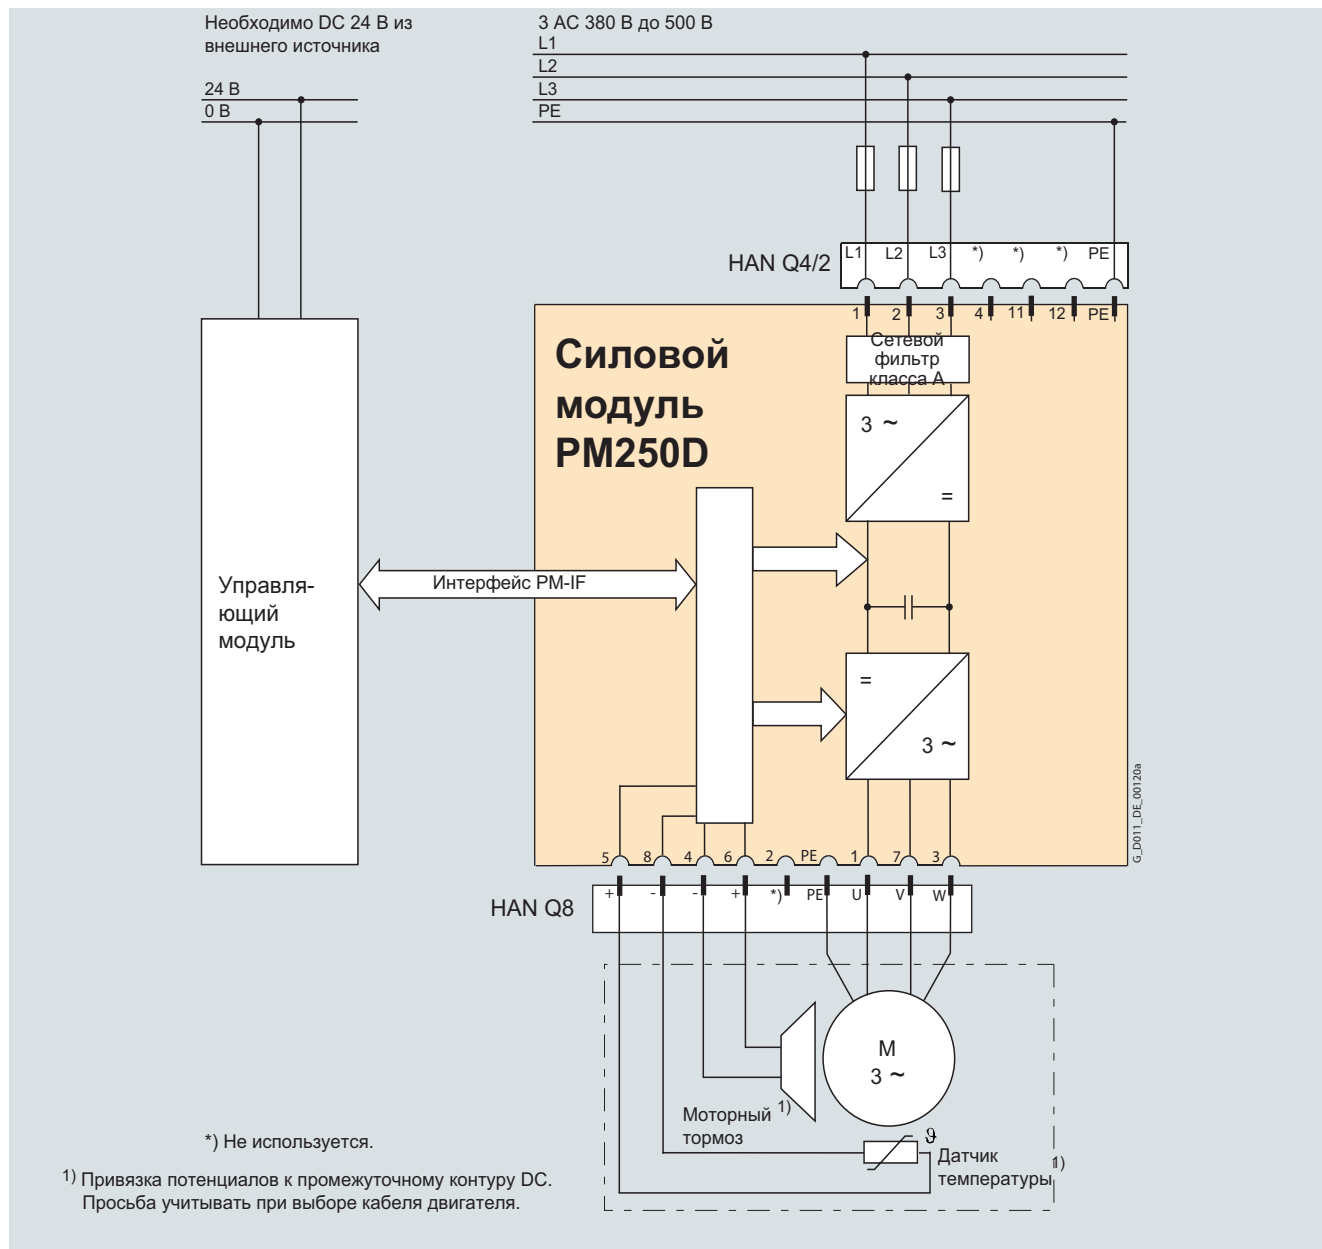 Необходимо DC 24 В из
внешнего источника
3 AC 380 В до 500 В
L1
L2
L3
PE
24 В
0 В
HAN Q4/2
L1 L2 L3 *) *) *) PE
1 2 3 4 11 12 PE
Силовой
модуль
PM250D
Сетевой
фильтр
класса А
3 ~
=
Управля-
ющий
модуль
Интерфейс PM-IF
=
3 ~
G_D011_DE_00120a
5 8 4 6 2 PE 1 7 3
HAN Q8
+ - - + *) PE U V W
M
3 ~
Моторный 1)
тормоз
ϑ
Датчик
температуры 1)
*) Не используется.
1) Привязка потенциалов к промежуточному контуру DC.
Просьба учитывать при выборе кабеля двигателя.